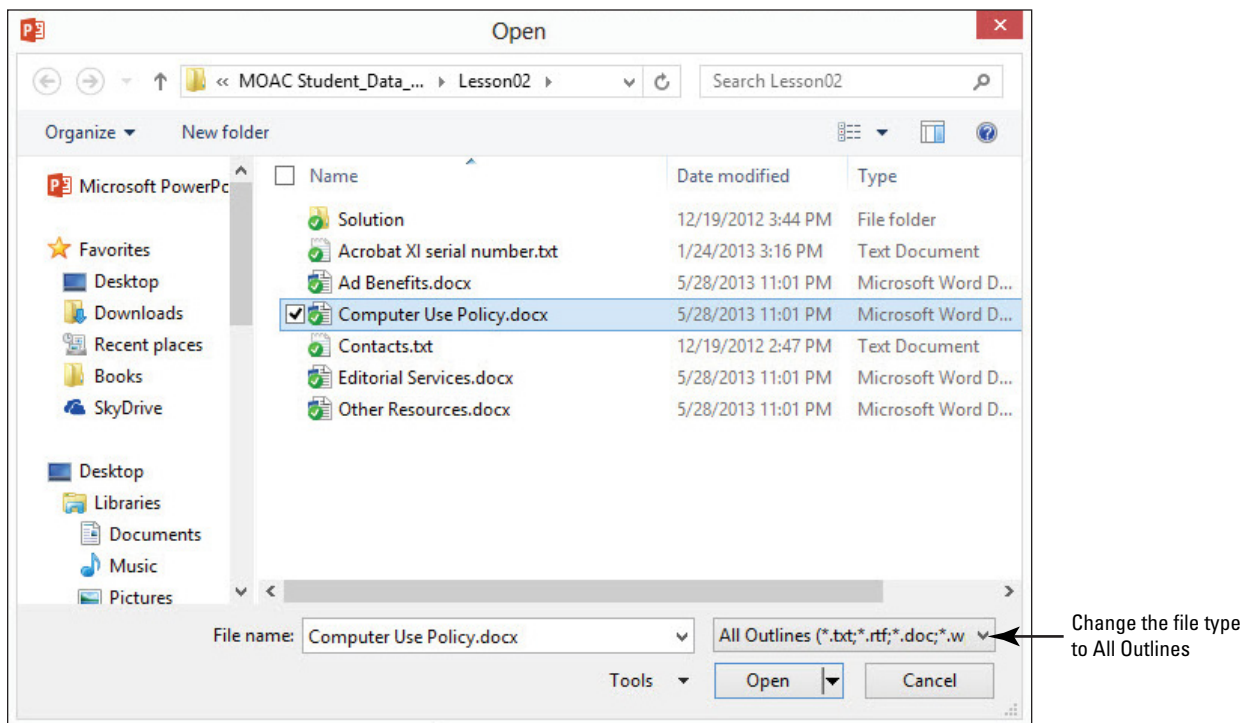 Open
« MOAC Student_Data_... Lesson02
Search Lesson02
Organize New folder
Microsoft PowerPc
Favorites
Desktop
Downloads
Recent places
Books
SkyDrive
Desktop
Libraries
Documents
Music
Pictures
Name Date modified Type
Solution 12/19/2012 3:44 PM File folder
Acrobat XI serial number.txt 1/24/2013 3:16 PM Text Document
Ad Benefits.docx 5/28/2013 11:01 PM Microsoft Word D...
Computer Use Policy.docx 5/28/2013 11:01 PM Microsoft Word D...
Contacts.txt 12/19/2012 2:47 PM Text Document
Editorial Services.docx 5/28/2013 11:01 PM Microsoft Word D...
Other Resources.docx 5/28/2013 11:01 PM Microsoft Word D...
File name: Computer Use Policy.docx All Outlines (*.txt;*.rtf;*.doc;*.w
Tools Open Cancel
Change the file type
to All Outlines